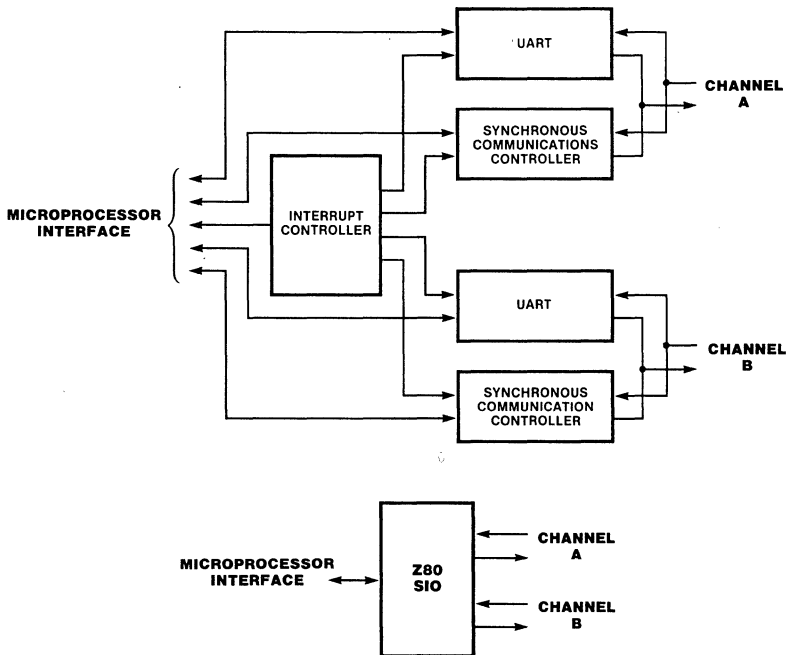 UART
CHANNEL
A
SYNCHRONOUS
COMMUNICATIONS
CONTROLLER
MICROPROCESSOR
INTERFACE
INTERRUPT
CONTROLLER
UART
CHANNEL
B
SYNCHRONOUS
COMMUNICATION
CONTROLLER
MICROPROCESSOR
INTERFACE
Z80
SIO
CHANNEL
A
CHANNEL
B